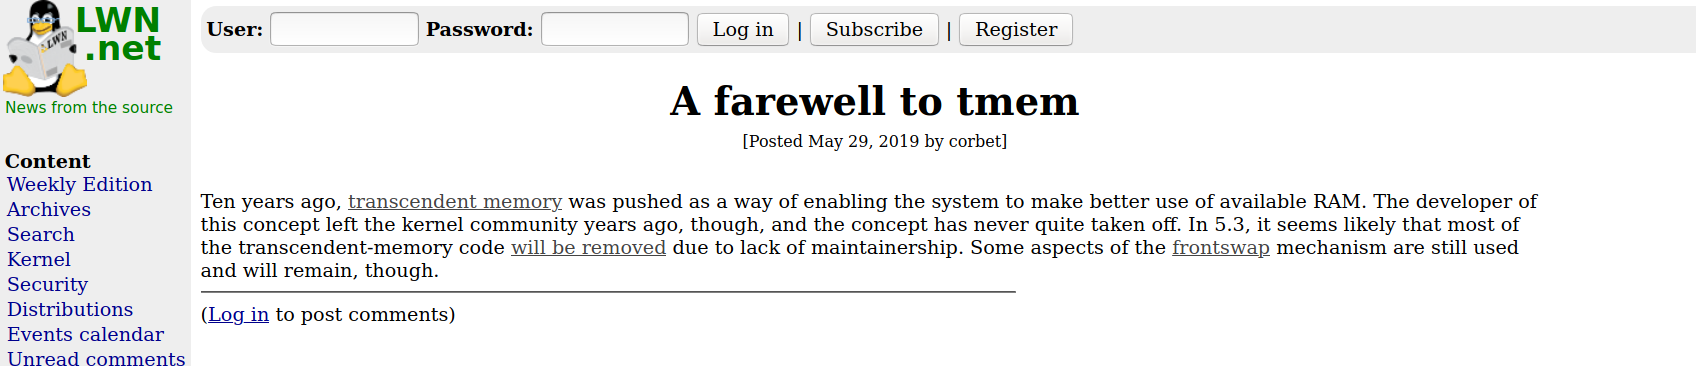 LWN
.net
LWN
News from the source
User: Password: Log in | Subscribe | Register
A farewell to tmem
[Posted May 29, 2019 by corbet]
Content
Weekly Edition
Archives
Search
Kernel
Security
Distributions
Events calendar
Unread comments
Ten years ago, transcendent memory was pushed as a way of enabling the system to make better use of available RAM. The developer of
this concept left the kernel community years ago, though, and the concept has never quite taken off. In 5.3, it seems likely that most of
the transcendent-memory code will be removed due to lack of maintainership. Some aspects of the frontswap mechanism are still used
and will remain, though.
(Log in to post comments)